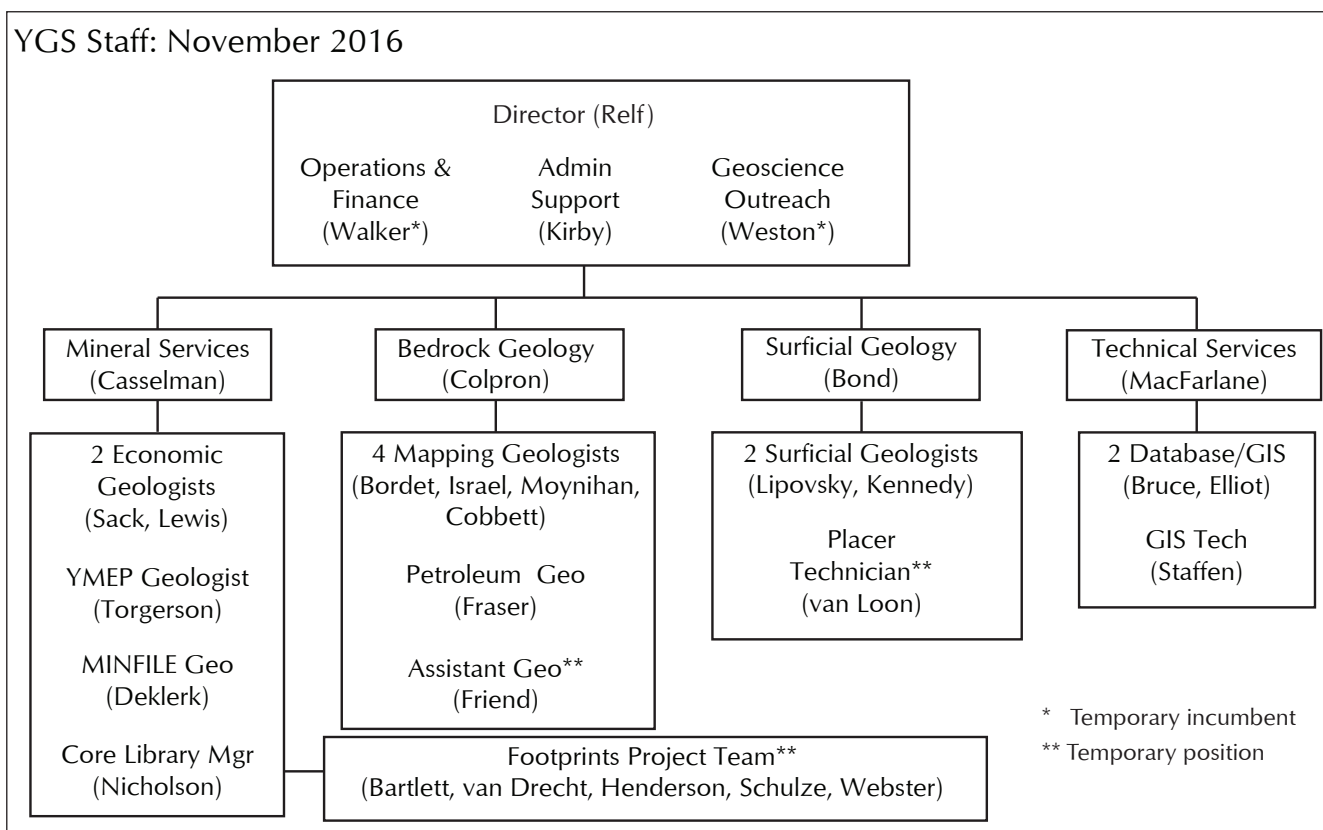 YGS Staff: November 2016
Director (Relf)
Operations &
Finance
(Walker*)
Admin
Support
(Kirby)
Geoscience
Outreach
(Weston*)
Mineral Services
(Casselman)
Bedrock Geology
(Colpron)
Surficial Geology
(Bond)
Technical Services
(MacFarlane)
2 Economic
Geologists
(Sack, Lewis)
YMEP Geologist
(Torgerson)
MINFILE Geo
(Deklerk)
Core Library Mgr
(Nicholson)
4 Mapping Geologists
(Bordet, Israel, Moynihan,
Cobbett)
Petroleum Geo
(Fraser)
Assistant Geo**
(Friend)
2 Surficial Geologists
(Lipovsky, Kennedy)
Placer
Technician**
(van Loon)
2 Database/GIS
(Bruce, Elliot)
GIS Tech
(Staffen)
Footprints Project Team**
(Bartlett, van Drecht, Henderson, Schulze, Webster)
* Temporary incumbent
** Temporary position